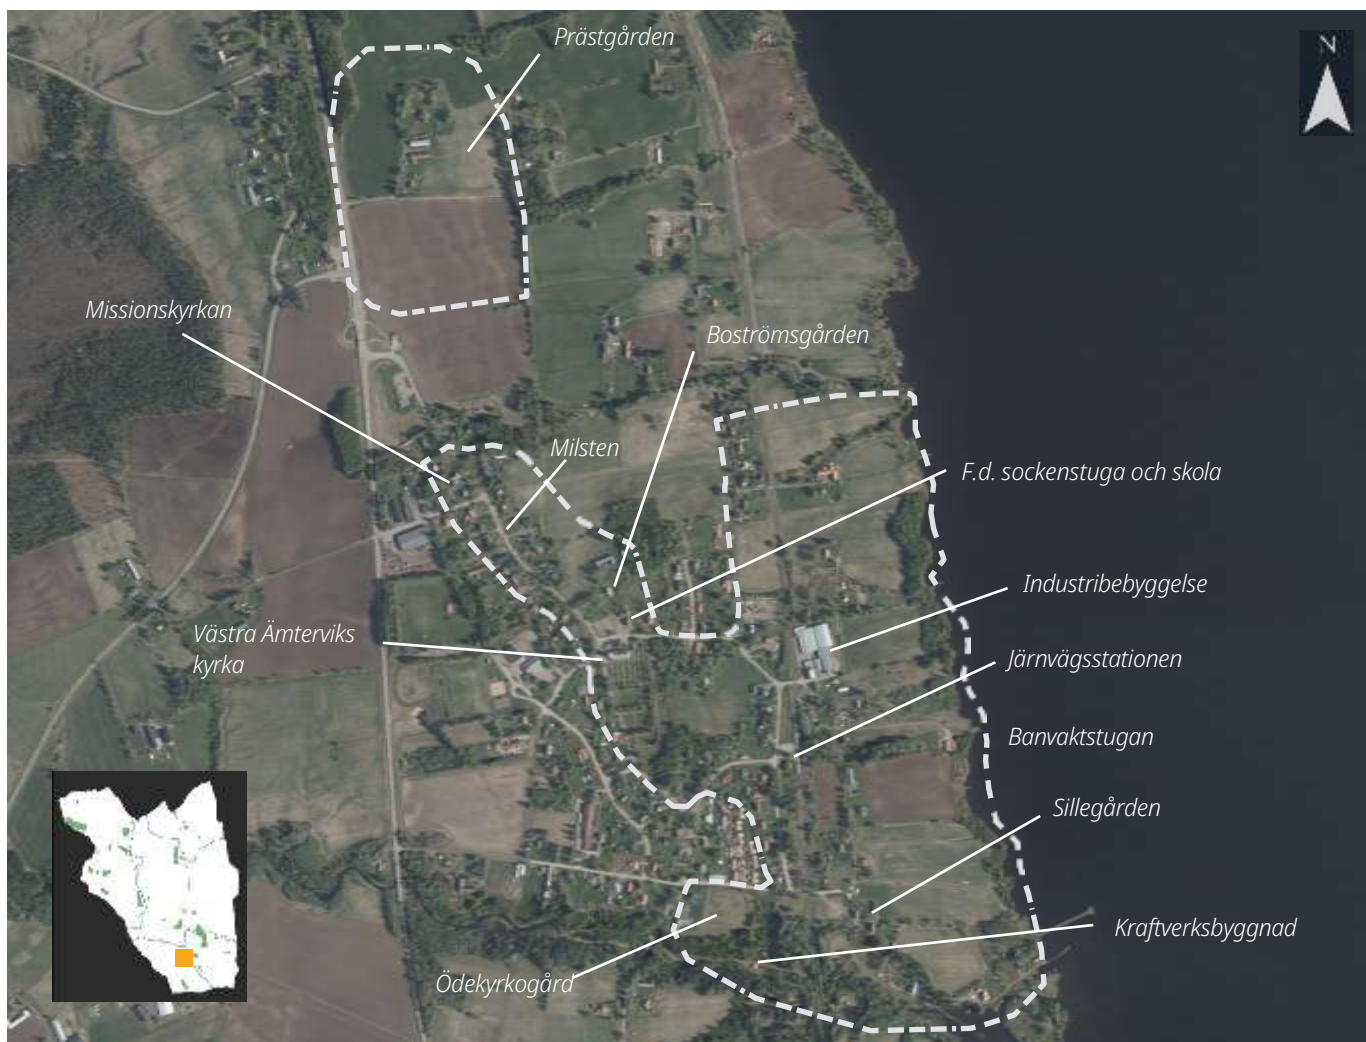 Prästgården
N
Missionskyrkan
Boströmsgården
Milsten
F.d. sockenstuga och skola
Industribebyggelse
Västra Ämterviks
kyrka
Järnvägsstationen
Banvaktstugan
Sillegården
Kraftverksbyggnad
Ödekyrkogård